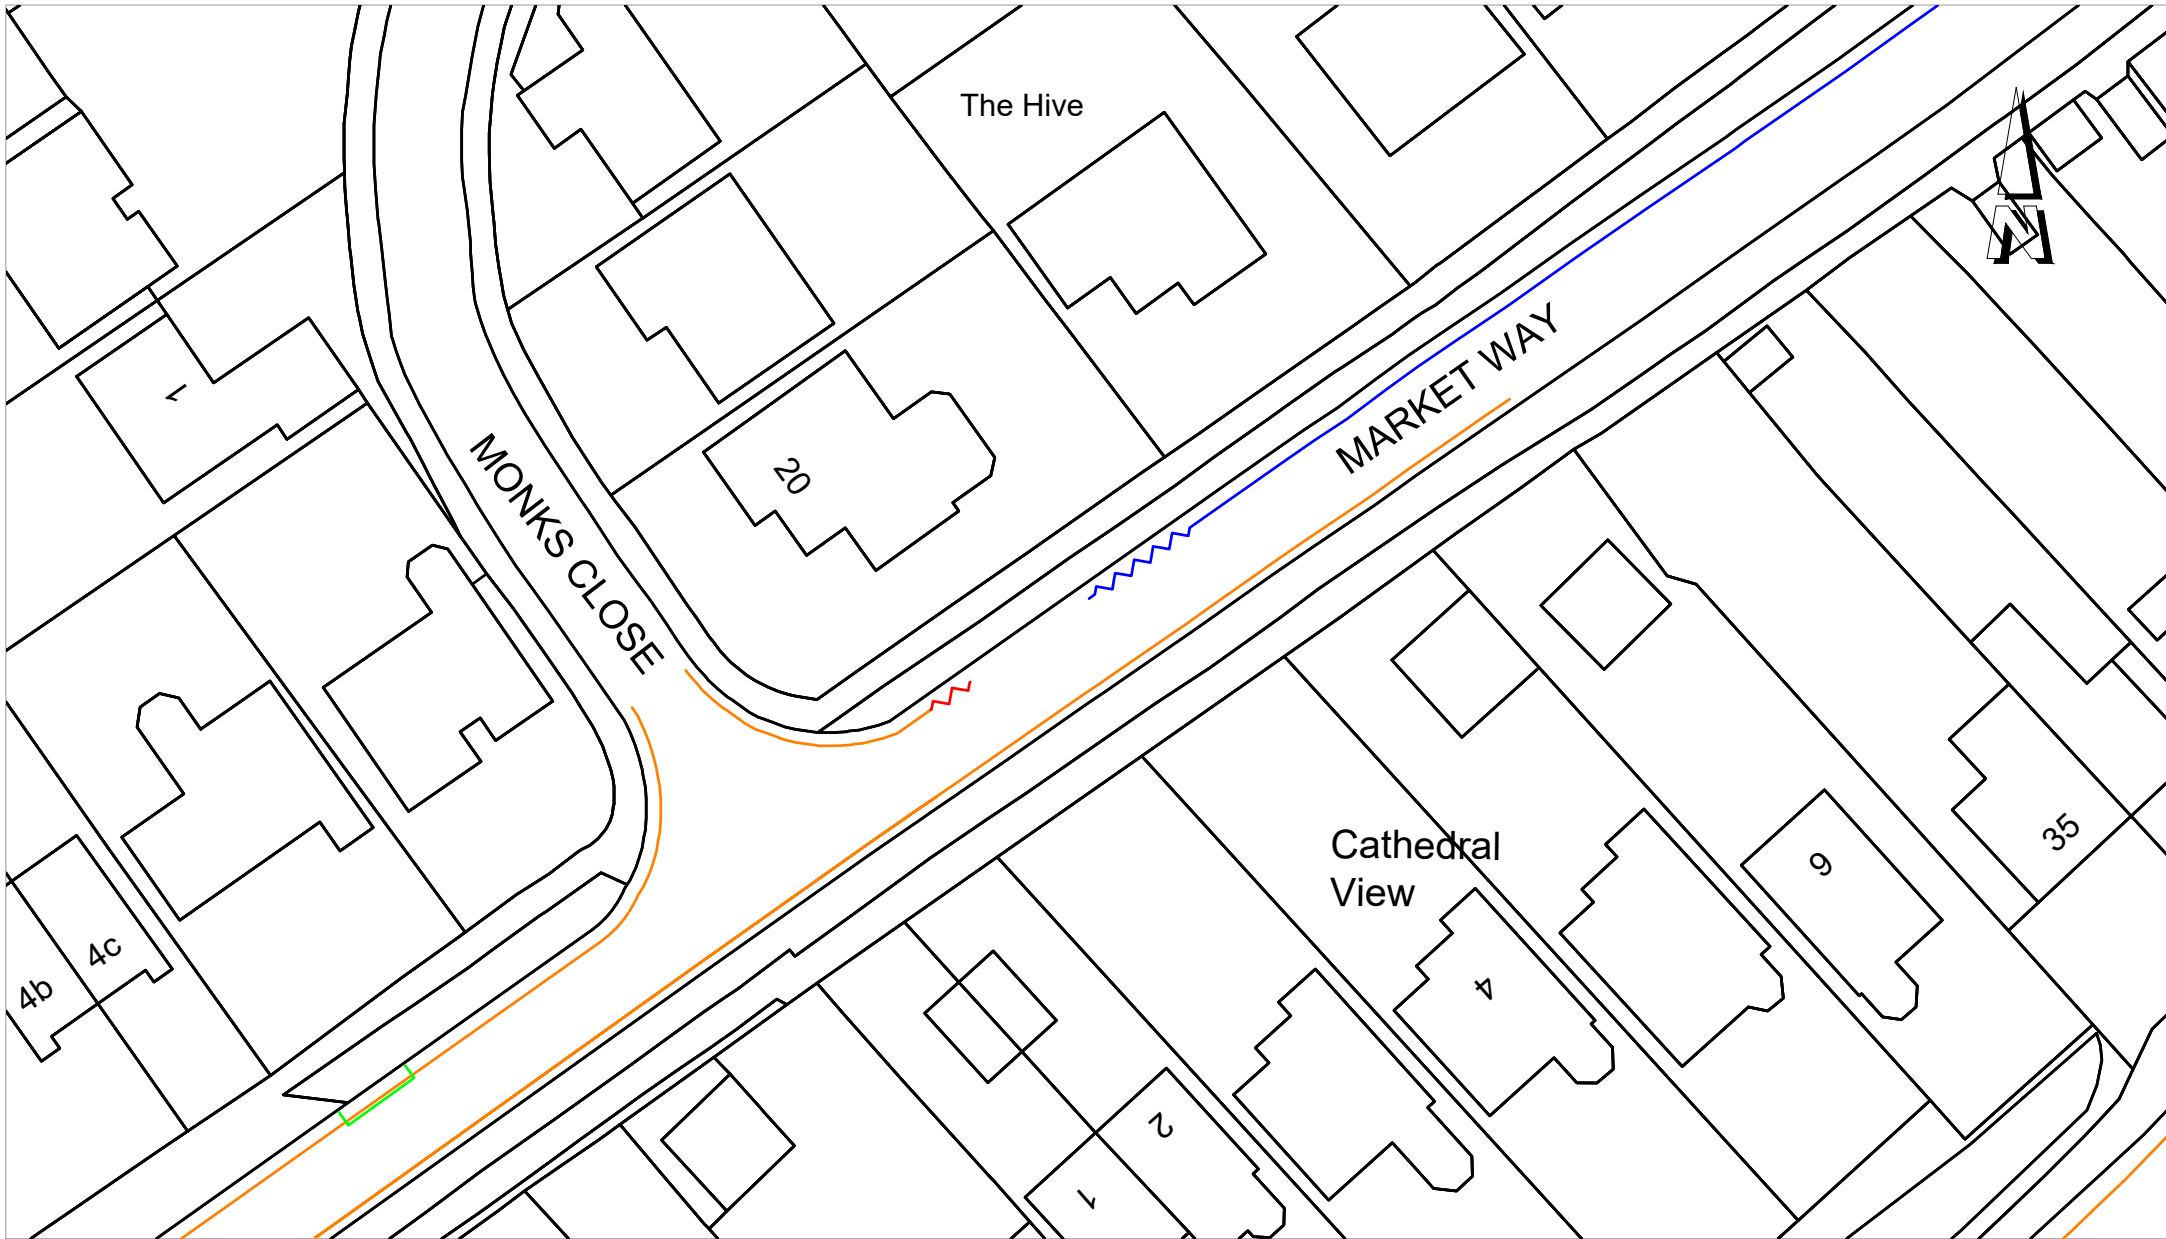 The Hive
MARKET WAY
1
MONKS CLOSE
20
Cathedral
View
35
9
4c
4b
4
2
1
N